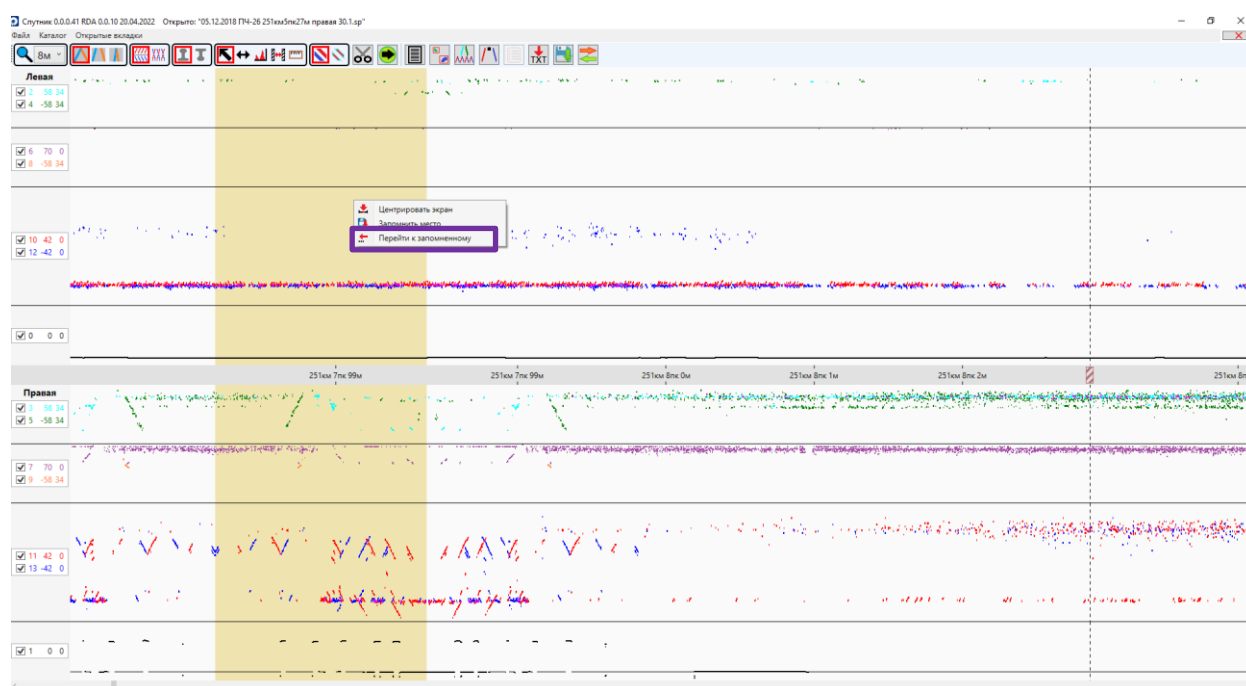 Спутник 0.0.0.41 RDA 0.0.10 20.04.2022 Открыто: "05.12.2018 ПЧ-26 251км5пк27м правая 30.1.sp"
Файл Каталог Открытые вкладки
8м
TXT
Левая
2 58 34
4 -58 34
6 70 0
8 -58 34
Центрировать экран
Запомнить место
Перейти к запомненному
10 42 0
12 -42 0
0 0 0
251км 7пк 99м 251км 7пк 99м 251км 8пк 0м 251км 8пк 1м 251км 8пк 2м 251км 8п
Правая
3 58 34
5 -58 34
7 70 0
9 -58 34
11 42 0
13 -42 0
1 0 0